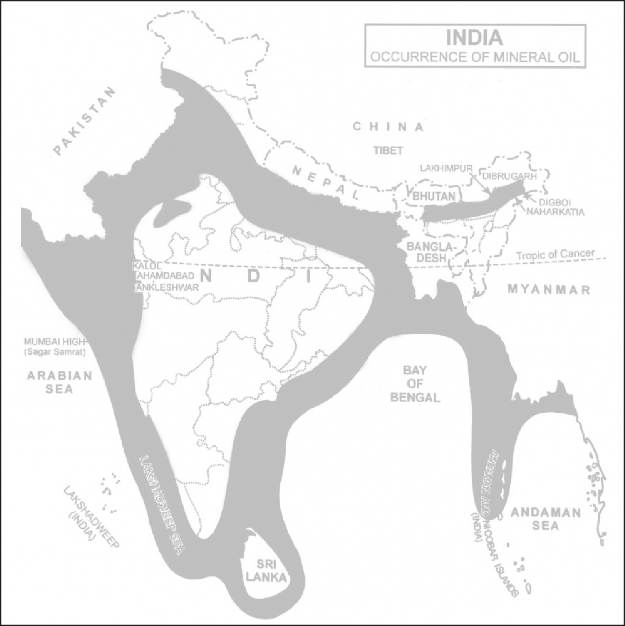 INDIA
OCCURRENCE OF MINERAL OIL
PAKISTAN
CHINA
TIBET
NEPAL
LAKHIMPUR
DIBRUGARH
BHUTAN
DIGBOI
NAHARKATIA
BANGLA-
DESH
Tropic of Cancer
KALOL
AHAMDABAD
ANKLESHWAR
N D I
MYANMAR
MUMBAI HIGH
(Sagar Samrat)
ARABIAN
SEA
BAY
OF
BENGAL
LAKSHADWEEP SEA
LAKSHADWEEP
(INDIA)
NICOBAR ISLANDS
(INDIA)
ANDAMAN
SEA
SRI
LANKA